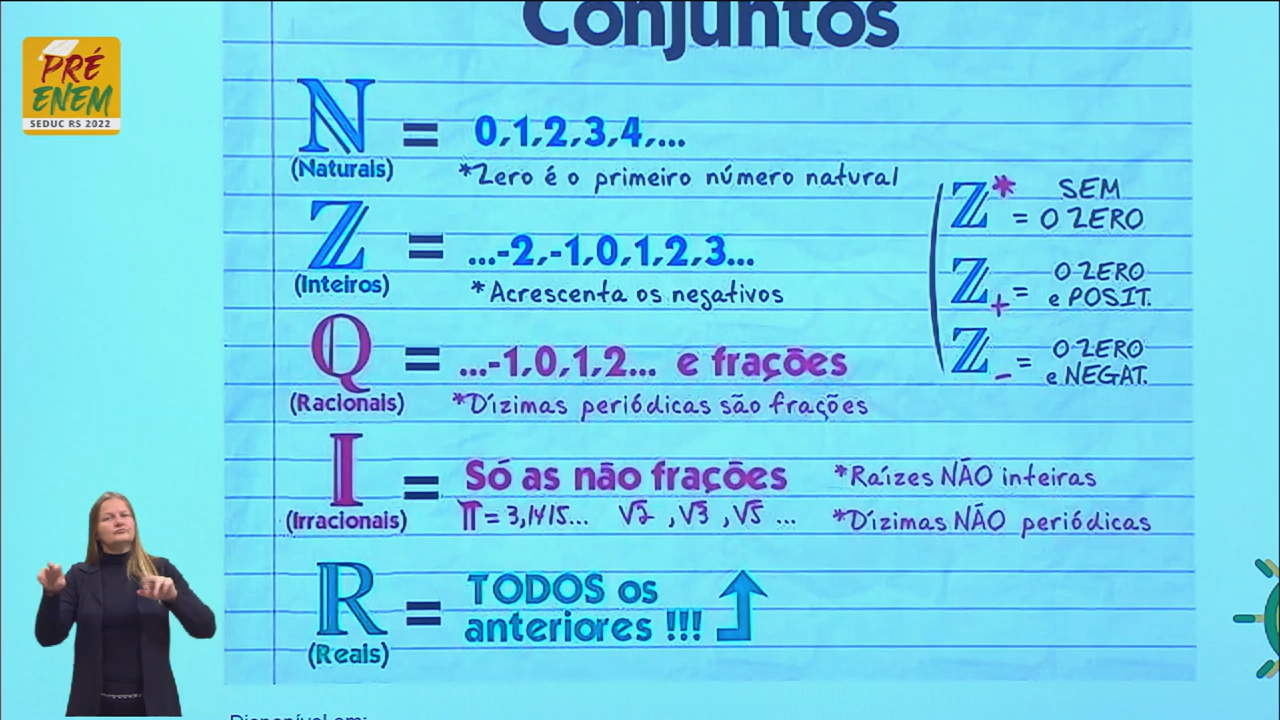 Conjuntos
PRÉ
ENEM
SEDUC RS 2022
N = 0,1,2,3,4,...
(Naturais)
*Zero é o primeiro número natural
Z = ...-2,-1,0,1,2,3...
(Inteiros)
*Acrescenta os negativos
Z* = SEM
O ZERO
Z+ = O ZERO
e POSIT.
Z- = O ZERO
e NEGAT.
Q = ...-1,0,1,2... e frações
(Racionais)
*Dízimas periódicas são frações
I = Só as não frações
*Raízes NÃO inteiras
(Irracionais)
π = 3,1415... √2 , √3 , √5 ...
*Dízimas NÃO periódicas
R = TODOS os
anteriores !!!
(Reais)
Disponível em: